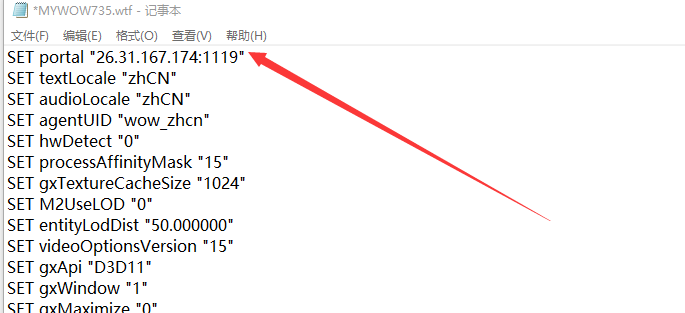 *MYWOW735.wtf - 记事本
文件(F) 编辑(E) 格式(O) 查看(V) 帮助(H)
SET portal "26.31.167.174:1119"
SET textLocale "zhCN"
SET audioLocale "zhCN"
SET agentUID "wow_zhcn"
SET hwDetect "0"
SET processAffinityMask "15"
SET gxTextureCacheSize "1024"
SET M2UseLOD "0"
SET entityLodDist "50.000000"
SET videoOptionsVersion "15"
SET gxApi "D3D11"
SET gxWindow "1"
SET gxMaximize "0"